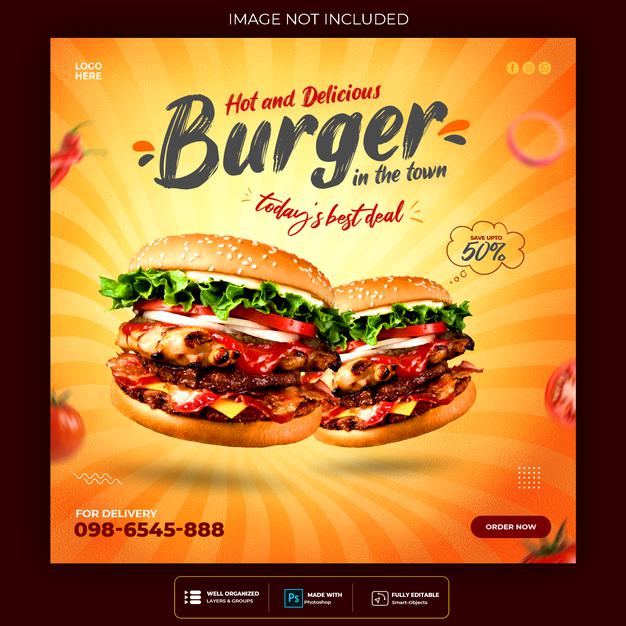 IMAGE NOT INCLUDED
LOGO
HERE
Hot and Delicious
Burger
in the town
today's best deal
SAVE UPTO
50%
FOR DELIVERY
098-6545-888
ORDER NOW
WELL ORGANIZED
LAYERS & GROUPS
Ps
MADE WITH
Photoshop
FULLY EDITABLE
Smart-Objects